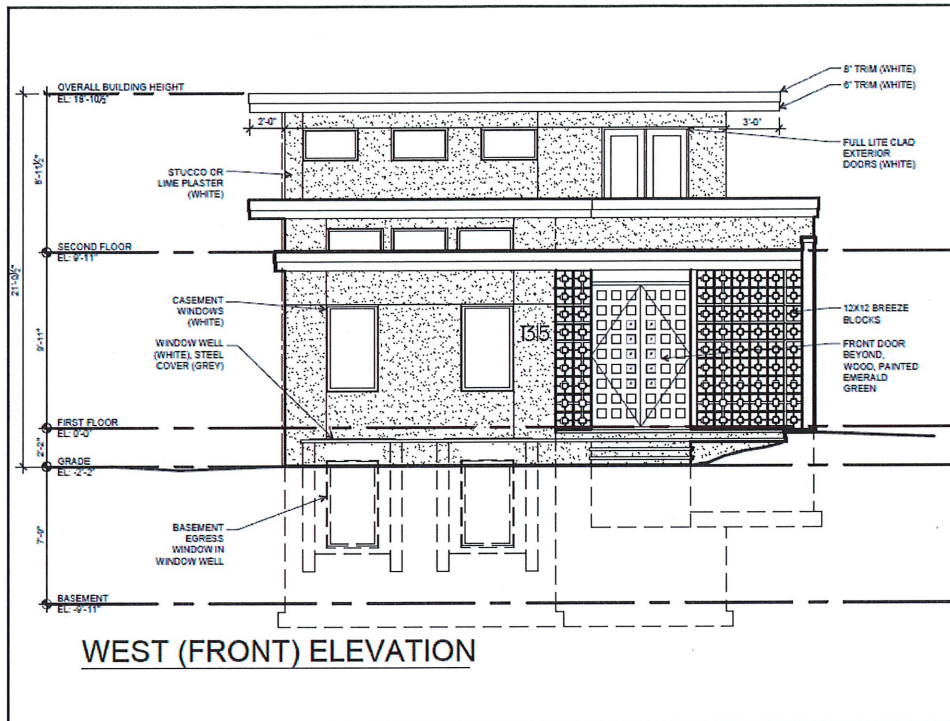 OVERALL BUILDING HEIGHT
EL: 18'-10½"
8" TRIM (WHITE)
6" TRIM (WHITE)
2'-0"
3'-0"
FULL LITE CLAD
EXTERIOR
DOORS (WHITE)
STUCCO OR
LIME PLASTER
(WHITE)
8'-11½"
SECOND FLOOR
EL: 9'-11"
21'-0½"
CASEMENT
WINDOWS
(WHITE)
1315
12X12 BREEZE
BLOCKS
9'-11"
WINDOW WELL
(WHITE), STEEL
COVER (GREY)
FRONT DOOR
BEYOND,
WOOD, PAINTED
EMERALD
GREEN
FIRST FLOOR
EL: 0'-0"
2'-2"
GRADE
EL: -2'-2"
7'-9"
BASEMENT
EGRESS
WINDOW IN
WINDOW WELL
BASEMENT
EL: -9'-11"
WEST (FRONT) ELEVATION